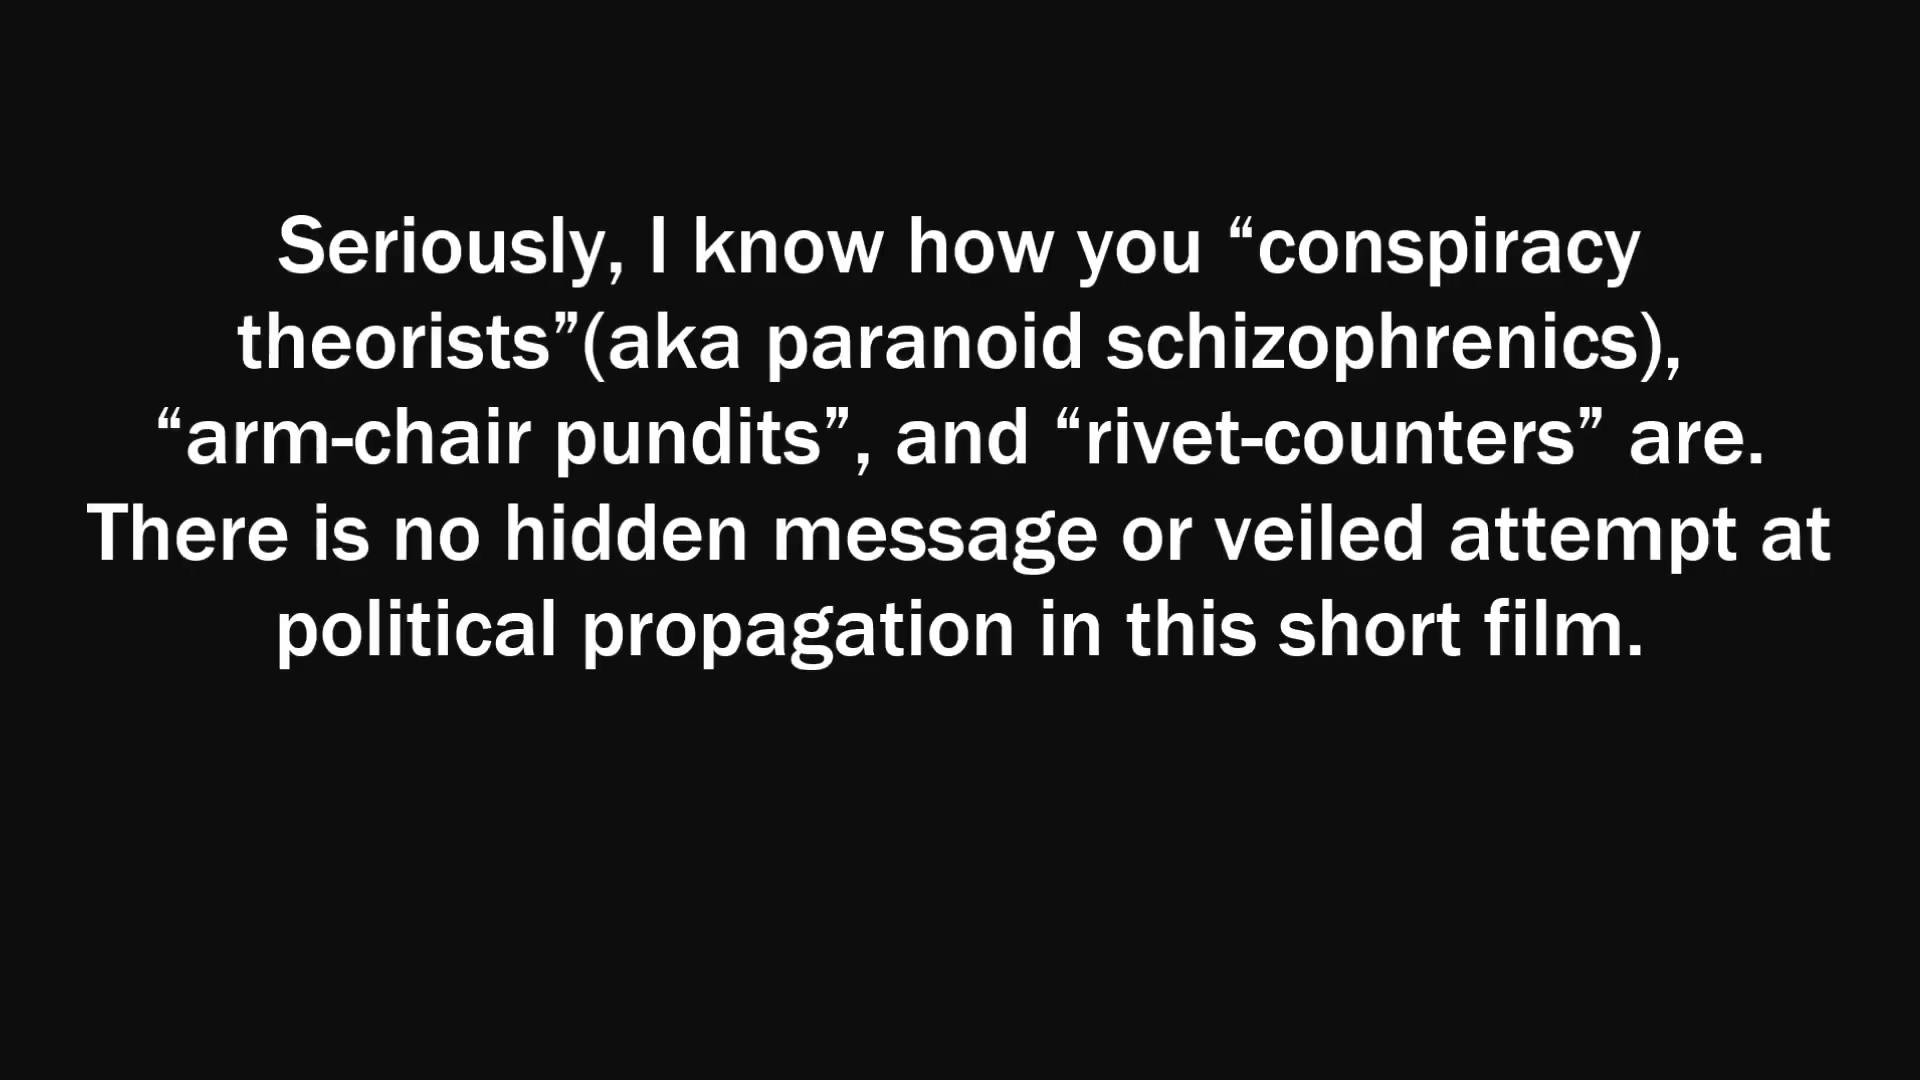 Seriously, I know how you “conspiracy
theorists”(aka paranoid schizophrenics),
“arm-chair pundits”, and “rivet-counters” are.
There is no hidden message or veiled attempt at
political propagation in this short film.